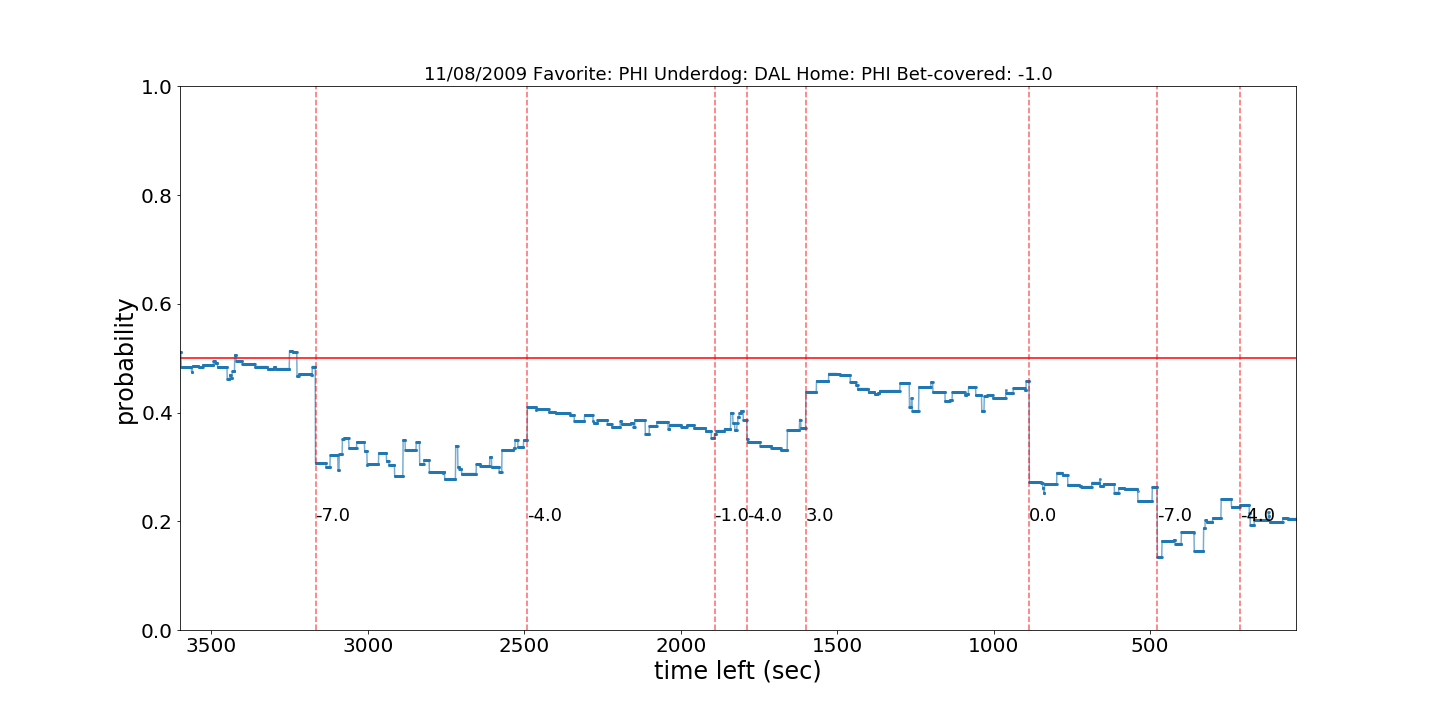 11/08/2009 Favorite: PHI Underdog: DAL Home: PHI Bet-covered: -1.0
1.0
0.8
0.6
0.4
0.2
0.0
probability
-7.0 -4.0 -1.0 -4.0 3.0 0.0 -7.0 -4.0
3500 3000 2500 2000 1500 1000 500
time left (sec)